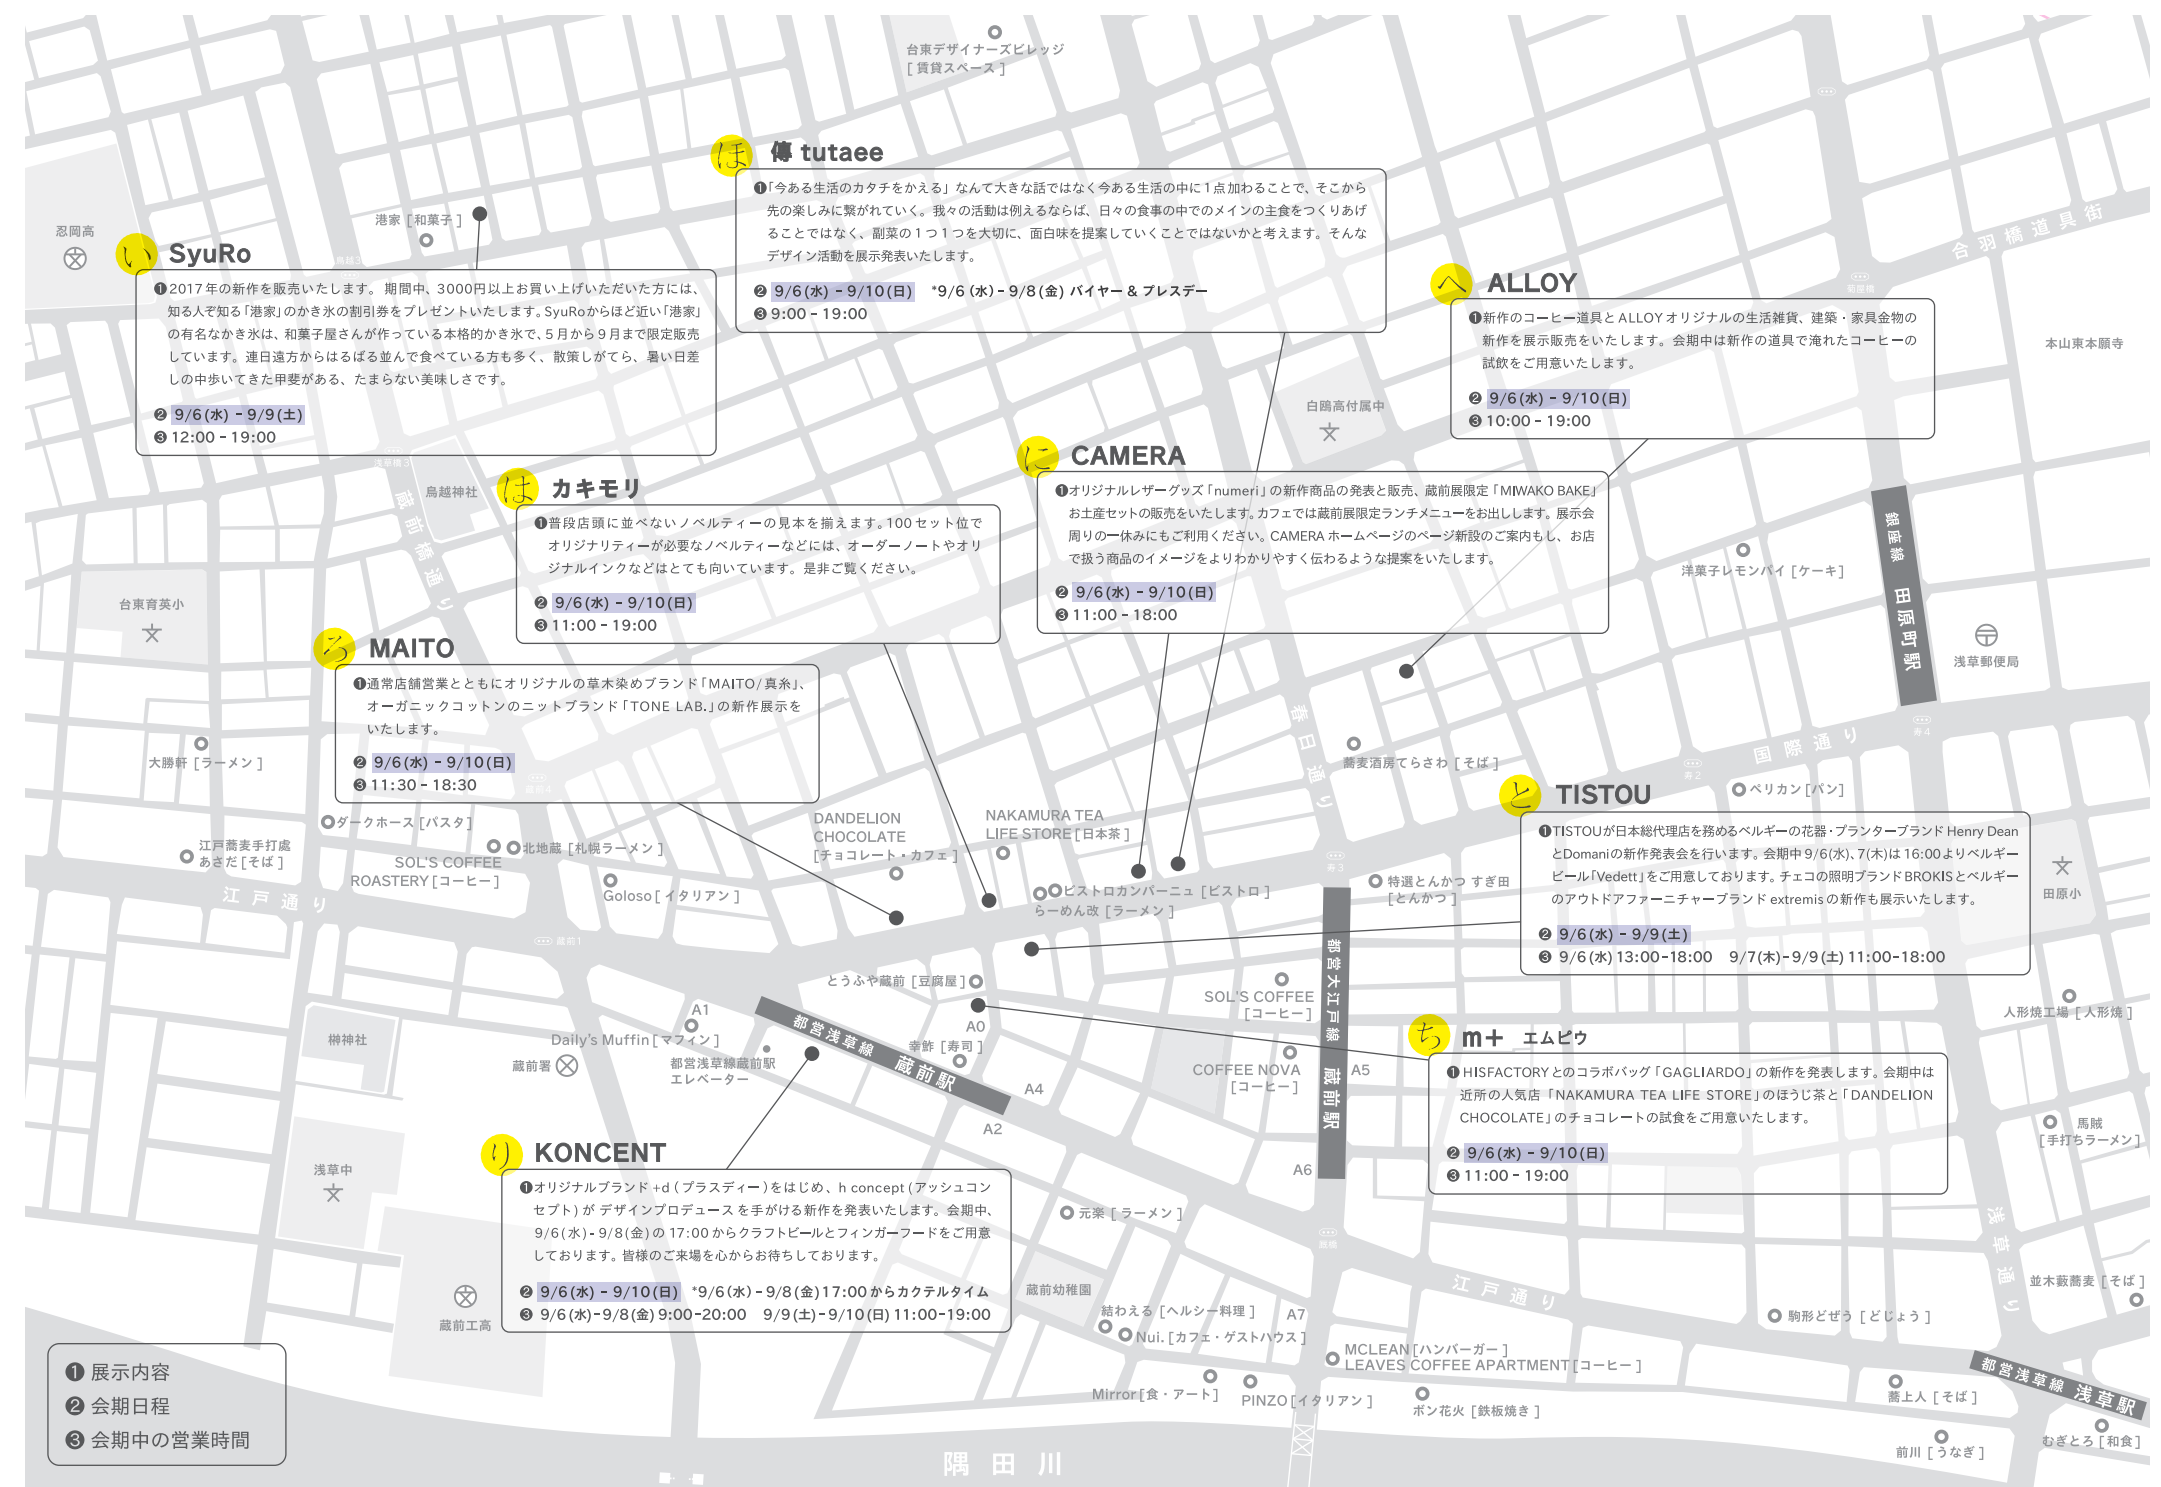 台東デザイナーズビレッジ
[ 賃貸スペース ]
ほ 傳 tutaee
❶「今ある生活のカタチをかえる」なんて大きな話ではなく今ある生活の中に1点加わることで、そこから
先の楽しみに繋がれていく。我々の活動は例えるならば、日々の食事の中でのメインの主食をつくりあげ
ることではなく、副菜の1つ1つを大切に、面白味を提案していくことではないかと考えます。そんな
デザイン活動を展示発表いたします。
❷ 9/6(水) – 9/10(日) *9/6 (水) – 9/8(金) バイヤー & プレスデー
❸ 9:00 – 19:00
港家 [和菓子 ]
忍岡高
鳥越3
い SyuRo
❶2017年の新作を販売いたします。期間中、3000円以上お買い上げいただいた方には、
知る人ぞ知る「港家」のかき氷の割引券をプレゼントいたします。SyuRoからほど近い「港家」
の有名なかき氷は、和菓子屋さんが作っている本格的かき氷で、5月から9月まで限定販売
しています。連日遠方からはるばる並んで食べている方も多く、散策しがてら、暑い日差
しの中歩いてきた甲斐がある、たまらない美味しさです。
❷ 9/6(水) – 9/9(土)
❸ 12:00 – 19:00
へ ALLOY
❶新作のコーヒー道具とALLOYオリジナルの生活雑貨、建築・家具金物の
新作を展示販売をいたします。会期中は新作の道具で淹れたコーヒーの
試飲をご用意いたします。
❷ 9/6(水) – 9/10(日)
❸ 10:00 – 19:00
合羽橋道具街
菊屋橋
本山東本願寺
白鴎高付属中
浅草橋3
鳥越神社
蔵前橋通り
は カキモリ
❶普段店頭に並べないノベルティーの見本を揃えます。100セット位で
オリジナリティーが必要なノベルティーなどには、オーダーノートやオリ
ジナルインクなどはとても向いています。是非ご覧ください。
❷ 9/6(水) – 9/10(日)
❸ 11:00 – 19:00
に CAMERA
❶オリジナルレザーグッズ「numeri」の新作商品の発表と販売、蔵前展限定「MIWAKO BAKE」
お土産セットの販売をいたします。カフェでは蔵前展限定ランチメニューをお出しします。展示会
周りの一休みにもご利用ください。CAMERA ホームページのページ新設のご案内もし、お店
で扱う商品のイメージをよりわかりやすく伝わるような提案をいたします。
❷ 9/6(水) – 9/10(日)
❸ 11:00 – 18:00
洋菓子レモンパイ [ケーキ]
銀座線 田原町駅
浅草郵便局
台東育英小
ろ MAITO
❶通常店舗営業とともにオリジナルの草木染めブランド「MAITO/真糸」、
オーガニックコットンのニットブランド「TONE LAB.」の新作展示を
いたします。
❷ 9/6(水) – 9/10(日)
❸ 11:30 – 18:30
大勝軒 [ラーメン ]
蔵前4
春日通り
蕎麦酒房てらさわ [ そば ]
国際通り
寿4
寿2
ペリカン [パン]
と TISTOU
❶TISTOUが日本総代理店を務めるベルギーの花器・プランターブランド Henry Dean
とDomaniの新作発表会を行います。会期中9/6(水)、7(木)は16:00よりベルギー
ビール「Vedett」をご用意しております。チェコの照明ブランドBROKISとベルギー
のアウトドアファーニチャーブランド extremisの新作も展示いたします。
❷ 9/6(水) – 9/9(土)
❸ 9/6(水) 13:00–18:00 9/7(木)–9/9(土) 11:00–18:00
ダークホース [パスタ]
江戸蕎麦手打處
あさだ [そば ]
SOL'S COFFEE
ROASTERY [コーヒー]
北地蔵 [札幌ラーメン ]
Goloso [ イタリアン ]
DANDELION
CHOCOLATE
[チョコレート・カフェ ]
NAKAMURA TEA
LIFE STORE [日本茶 ]
ビストロカンパーニュ [ビストロ ]
らーめん改 [ラーメン ]
寿3
特選とんかつ すぎ田
[とんかつ ]
田原小
江戸通り
蔵前1
とうふや蔵前 [豆腐屋]
都営大江戸線 蔵前駅
SOL'S COFFEE
[コーヒー]
COFFEE NOVA
[コーヒー]
人形焼工場 [人形焼 ]
榊神社
A1
Daily's Muffin [マフィン ]
蔵前署
都営浅草線蔵前駅
エレベーター
都営浅草線 蔵前駅
A0
幸鮓 [寿司 ]
A4
A2
A5
A6
ち m+ エムピウ
❶HISFACTORYとのコラボバッグ「GAGLIARDO」の新作を発表します。会期中は
近所の人気店「NAKAMURA TEA LIFE STORE」のほうじ茶と「DANDELION
CHOCOLATE」のチョコレートの試食をご用意いたします。
❷ 9/6(水) – 9/10(日)
❸ 11:00 – 19:00
馬賊
[手打ちラーメン]
浅草中
り KONCENT
❶オリジナルブランド +d ( プラスディー)をはじめ、h concept (アッシュコン
セプト) が デザインプロデュース を手がける新作を発表いたします。会期中、
9/6(水) - 9/8(金) の 17:00 からクラフトビールとフィンガーフードをご用意
しております。皆様のご来場を心からお待ちしております。
❷ 9/6(水) – 9/10(日) *9/6(水) – 9/8(金) 17:00 からカクテルタイム
❸ 9/6(水)–9/8(金) 9:00–20:00 9/9(土)–9/10(日) 11:00–19:00
元楽 [ ラーメン ]
浅草通り
江戸通り
並木藪蕎麦 [そば ]
蔵前工高
蔵前幼稚園
結わえる [ヘルシー料理 ]
A7
Nui. [カフェ・ゲストハウス ]
駒形どぜう [どじょう ]
MCLEAN [ハンバーガー ]
LEAVES COFFEE APARTMENT [コーヒー ]
Mirror [食・アート]
PINZO [イタリアン ]
ボン花火 [鉄板焼き ]
蕎上人 [そば ]
都営浅草線 浅草駅
むぎとろ [和食]
前川 [うなぎ ]
隅田川
❶ 展示内容
❷ 会期日程
❸ 会期中の営業時間